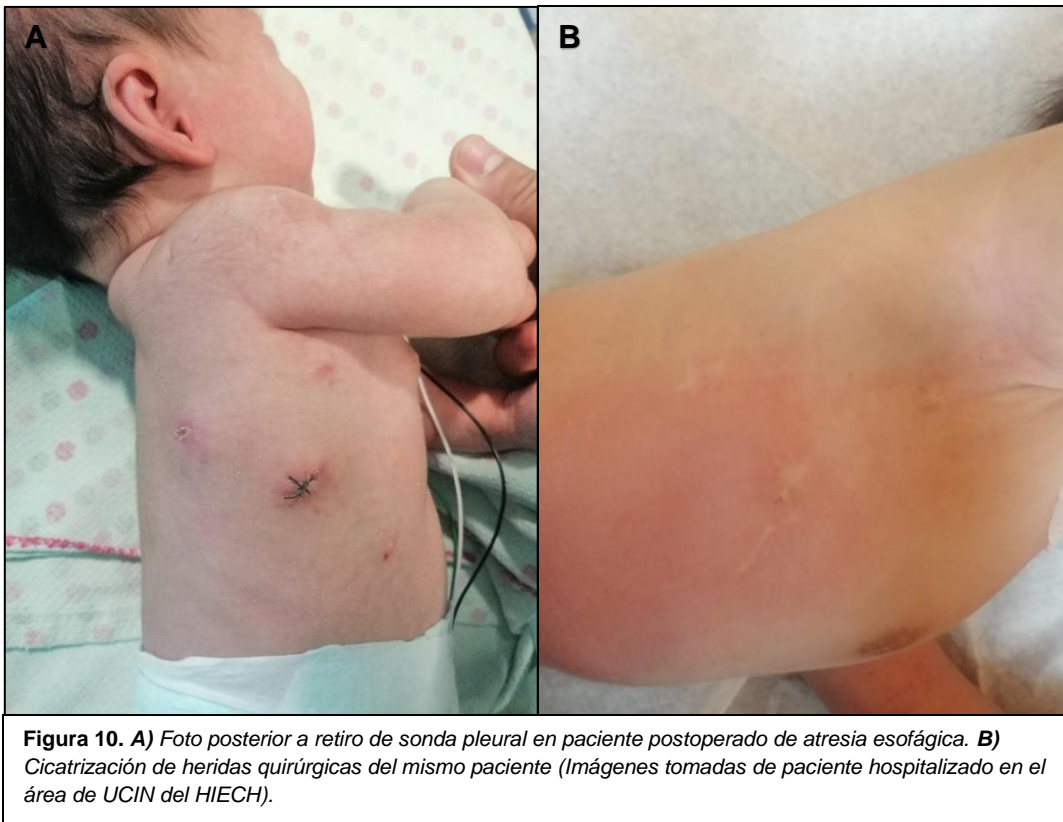 A
B
Figura 10. A) Foto posterior a retiro de sonda pleural en paciente postoperado de atresia esofágica. B)
Cicatrización de heridas quirúrgicas del mismo paciente (Imágenes tomadas de paciente hospitalizado en el
área de UCIN del HIECH).